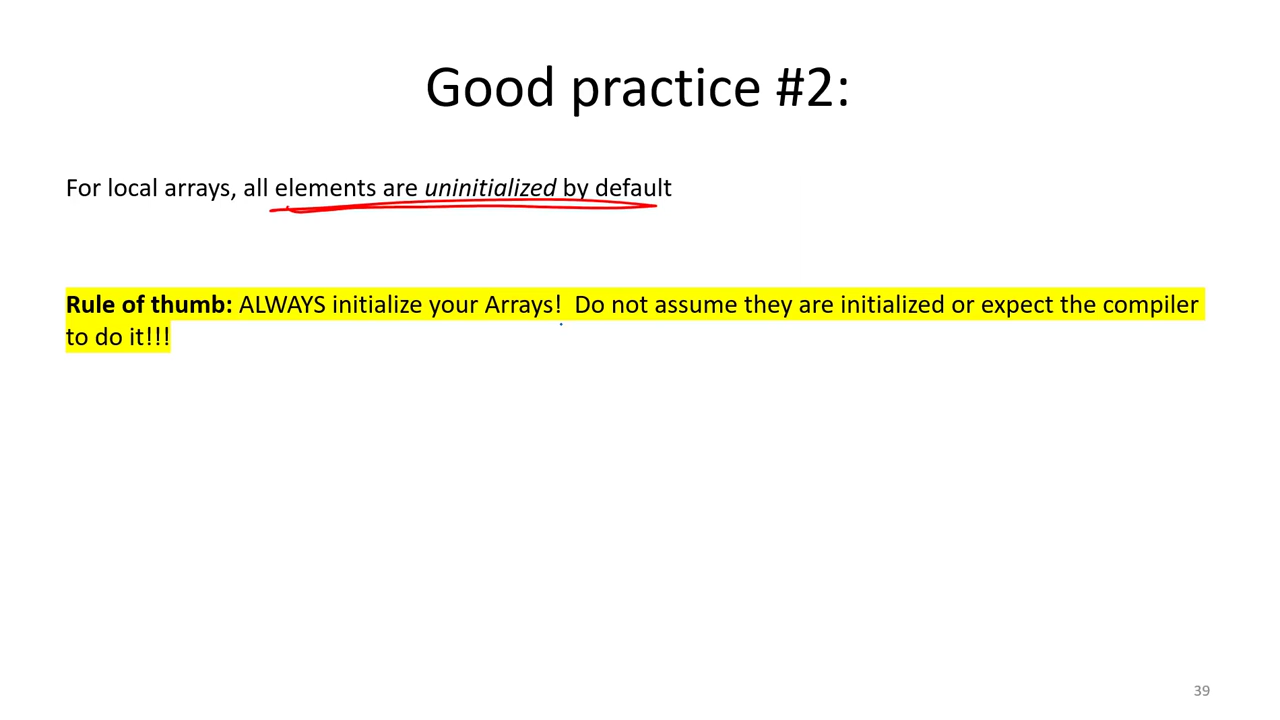 Good practice #2:
For local arrays, all elements are uninitialized by default
Rule of thumb: ALWAYS initialize your Arrays!  Do not assume they are initialized or expect the compiler
to do it!!!
39